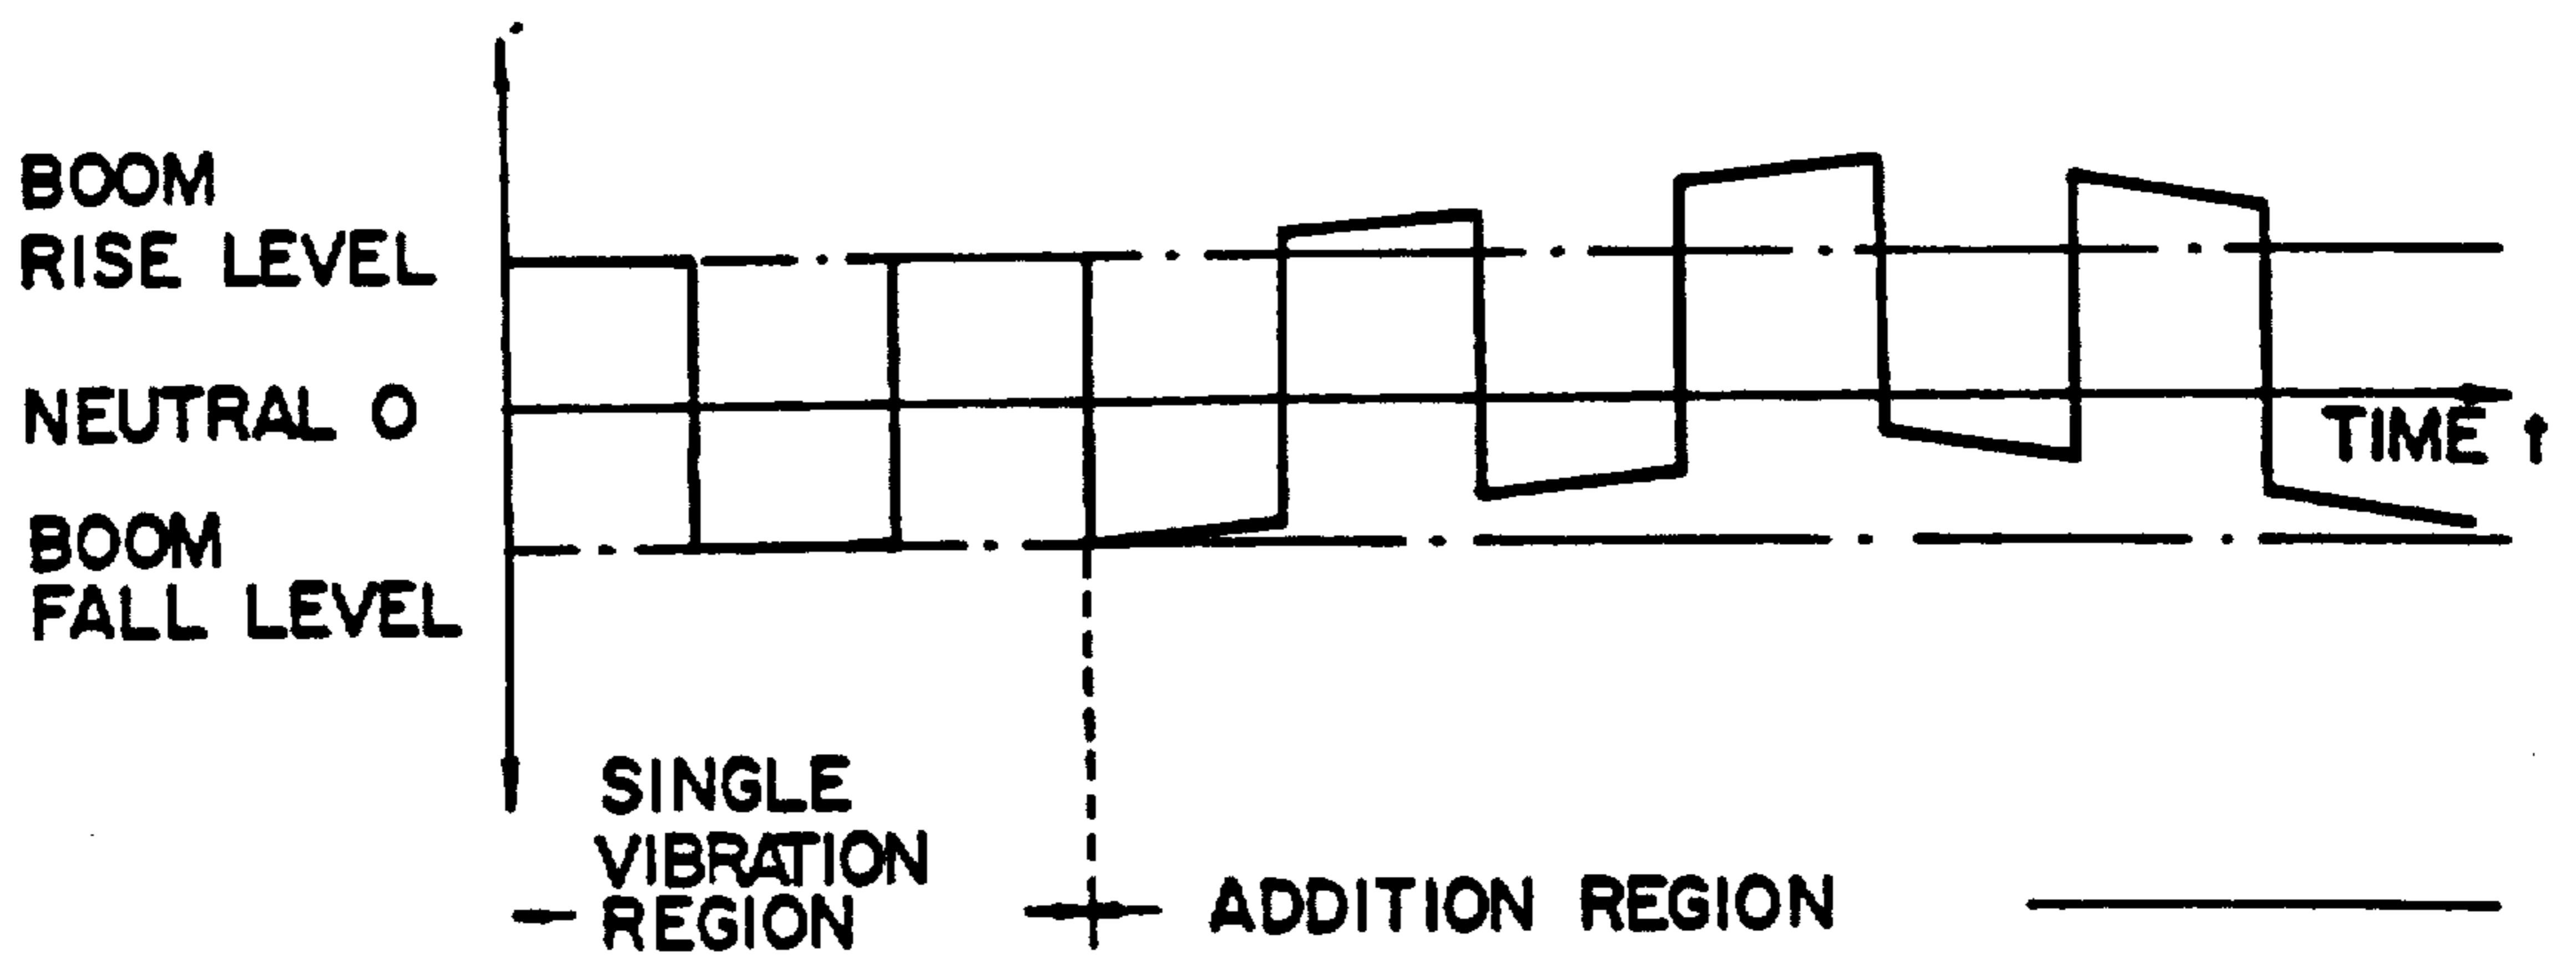 BOOM
RISE LEVEL
NEUTRAL O
TIME t
BOOM
FALL LEVEL
SINGLE
VIBRATION
REGION
ADDITION REGION